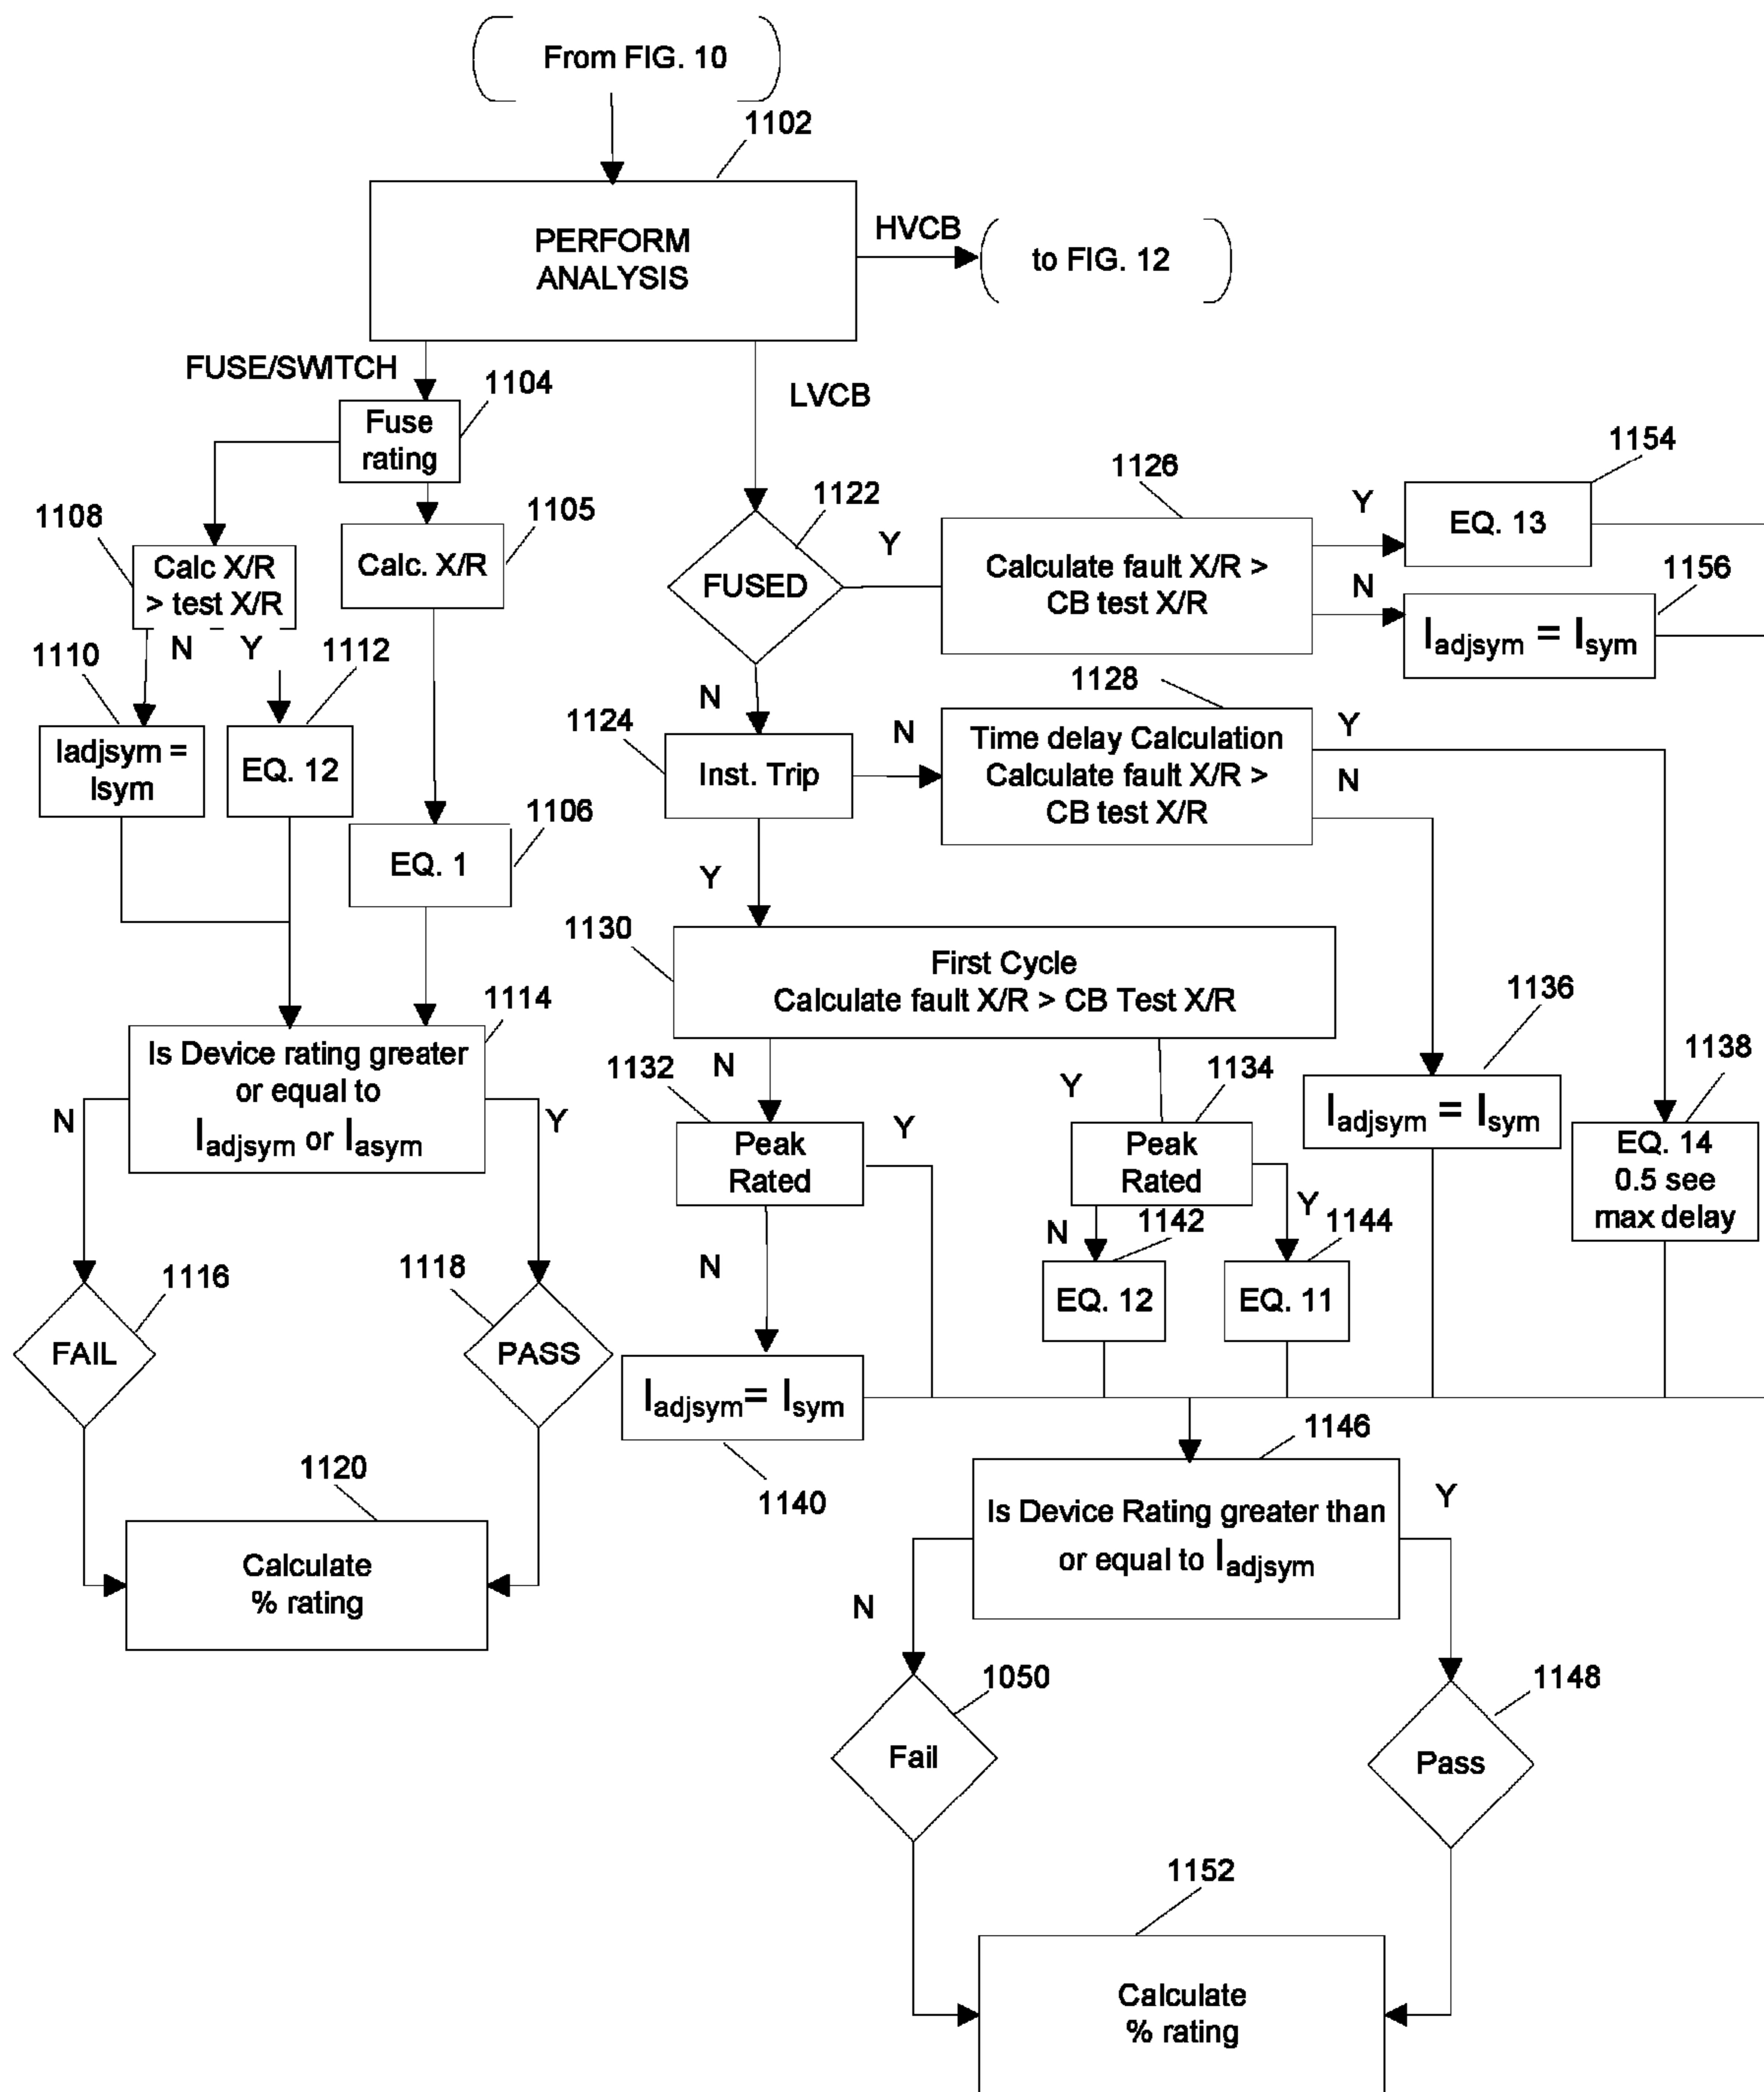 From FIG. 10
1102
PERFORM
ANALYSIS
HVCB
to FIG. 12
FUSE/SWITCH
1104
Fuse
rating
LVCB
1108
Calc X/R
> test X/R
1105
Calc. X/R
1122
FUSED
Y
1126
Calculate fault X/R >
CB test X/R
Y
1154
EQ. 13
N
1156
Iadjsym = Isym
N
Y
1110
Iadjsym =
Isym
1112
EQ. 12
1106
EQ. 1
N
1124
Inst. Trip
N
1128
Time delay Calculation
Calculate fault X/R >
CB test X/R
Y
N
Y
1130
First Cycle
Calculate fault X/R > CB Test X/R
1114
Is Device rating greater
or equal to
Iadjsym or Iasym
N
Y
N
1132
Peak
Rated
Y
Y
1134
Peak
Rated
1136
Iadjsym = Isym
1138
EQ. 14
0.5 see
max delay
N
1142
EQ. 12
Y
1144
EQ. 11
1116
FAIL
1118
PASS
N
Iadjsym= Isym
1140
1120
Calculate
% rating
1146
Is Device Rating greater than
or equal to Iadjsym
Y
N
1050
Fail
1148
Pass
1152
Calculate
% rating